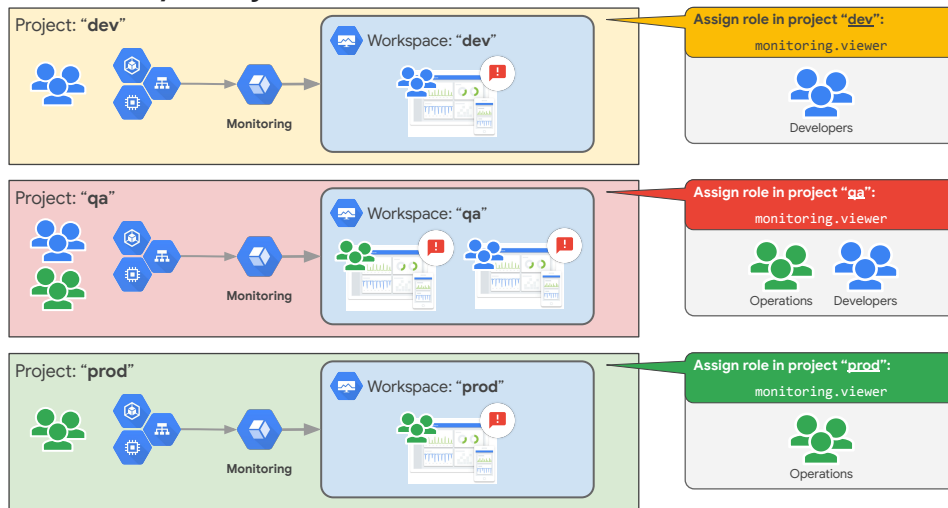 Project: “dev”
Workspace: “dev”
Monitoring
Assign role in project “dev”:
monitoring.viewer
Developers
Project: “qa”
Workspace: “qa”
Monitoring
Assign role in project “qa”:
monitoring.viewer
Operations
Developers
Project: “prod”
Workspace: “prod”
Monitoring
Assign role in project “prod”:
monitoring.viewer
Operations